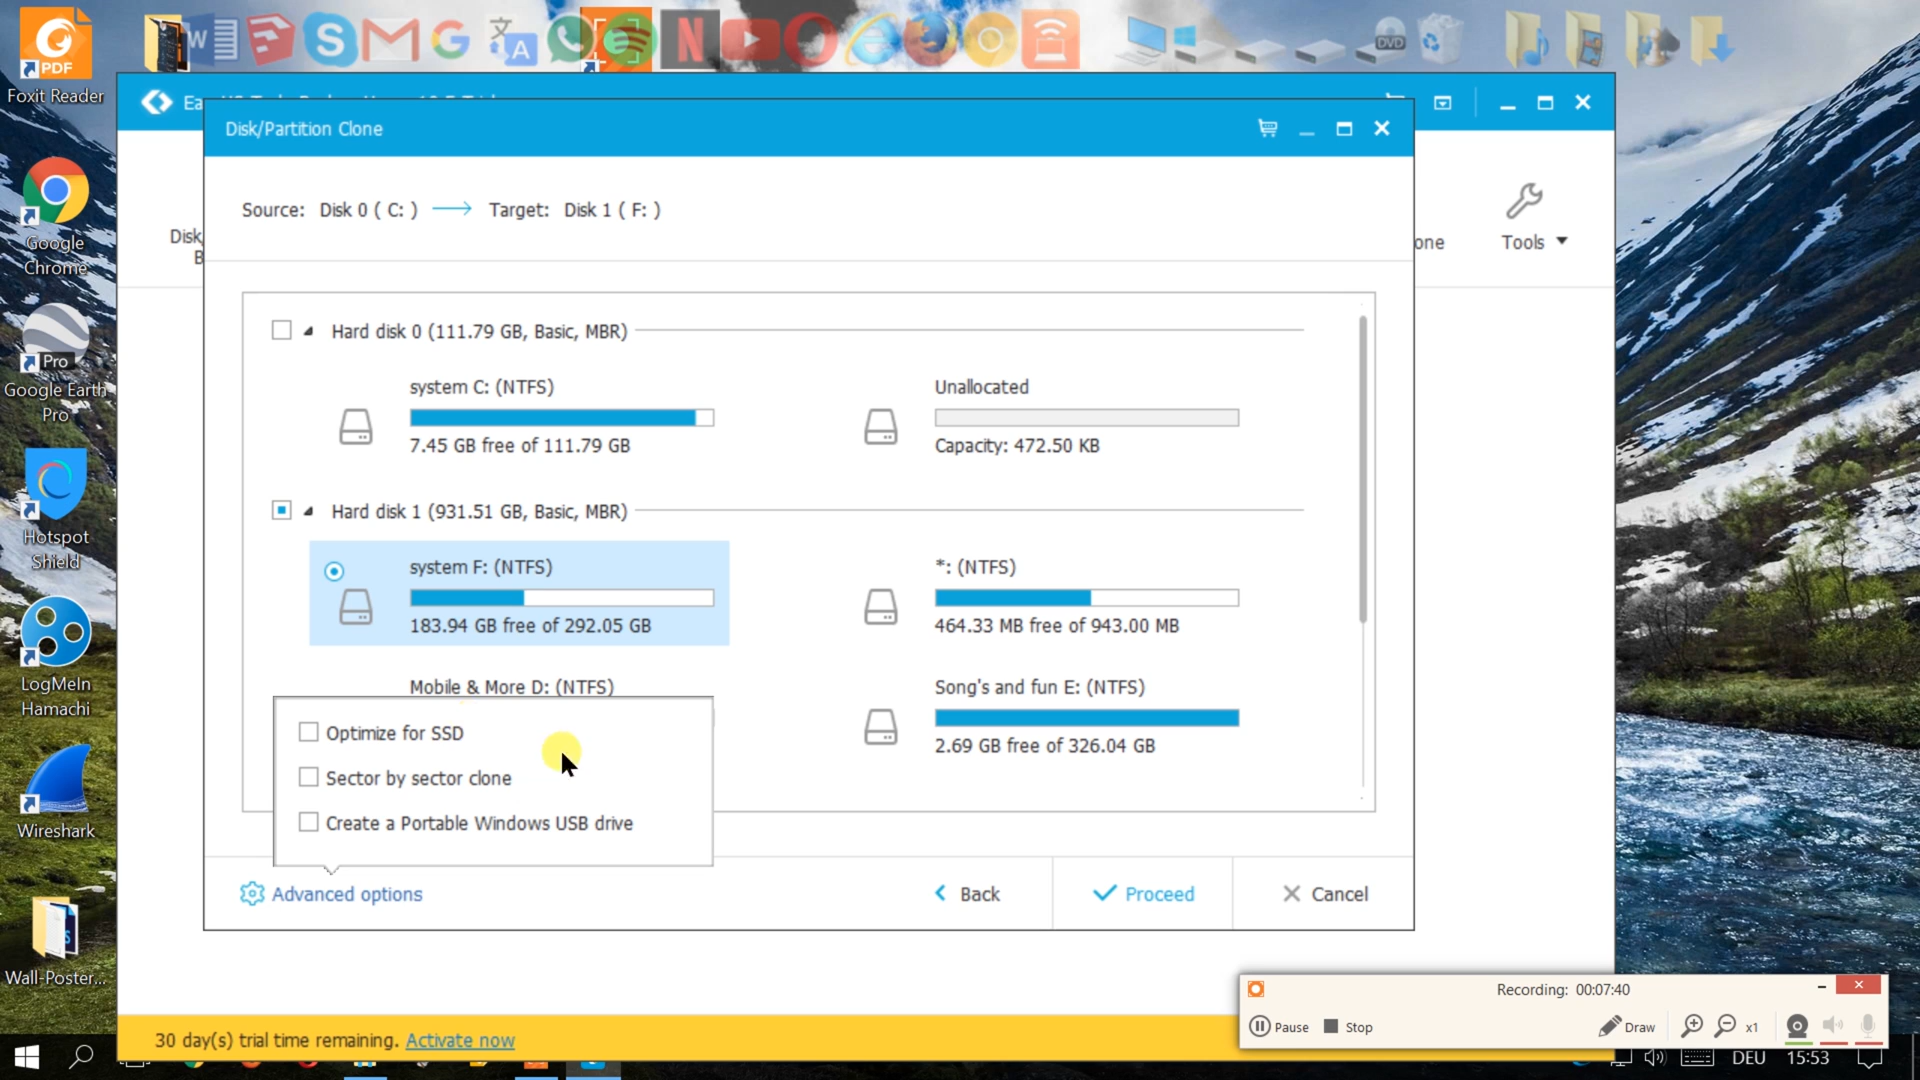 PDF
Foxit Reader
DVD
Disk/Partition Clone
Source: Disk 0 ( C: ) Target: Disk 1 ( F: )
Disk
B
one
Tools
Google
Chrome
Hard disk 0 (111.79 GB, Basic, MBR)
system C: (NTFS)
7.45 GB free of 111.79 GB
Unallocated
Capacity: 472.50 KB
Pro
Google Earth
Pro
Hard disk 1 (931.51 GB, Basic, MBR)
system F: (NTFS)
183.94 GB free of 292.05 GB
*: (NTFS)
464.33 MB free of 943.00 MB
Hotspot
Shield
Mobile & More D: (NTFS)
Song's and fun E: (NTFS)
2.69 GB free of 326.04 GB
LogMeIn
Hamachi
Optimize for SSD
Sector by sector clone
Create a Portable Windows USB drive
Wireshark
Advanced options
Back
Proceed
Cancel
Wall-Poster...
Recording: 00:07:40
Pause
Stop
Draw
x1
30 day(s) trial time remaining. Activate now
DEU
15:53